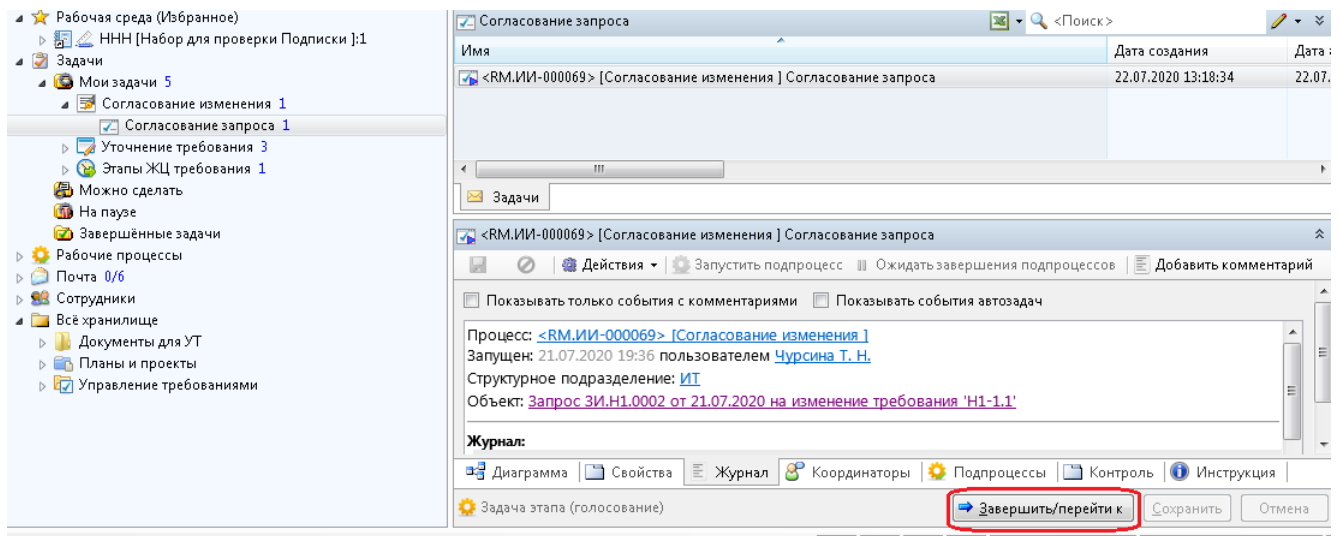 Рабочая среда (Избранное)
ННН [Набор для проверки Подписки ]:1
Задачи
Мои задачи 5
Согласование изменения 1
Согласование запроса 1
Уточнение требования 3
Этапы ЖЦ требования 1
Можно сделать
На паузе
Завершённые задачи
Рабочие процессы
Почта 0/6
Сотрудники
Всё хранилище
Документы для УТ
Планы и проекты
Управление требованиями
Согласование запроса <Поиск>
Имя Дата создания Дата
<RM.ИИ-000069> [Согласование изменения ] Согласование запроса 22.07.2020 13:18:34 22.07.
Задачи
<RM.ИИ-000069> [Согласование изменения ] Согласование запроса
Действия Запустить подпроцесс Ожидать завершения подпроцессов Добавить комментарий
Показывать только события с комментариями Показывать события автозадач
Процесс: <RM.ИИ-000069> [Согласование изменения ]
Запущен: 21.07.2020 19:36 пользователем Чурсина Т. Н.
Структурное подразделение: ИТ
Объект: Запрос ЗИ.Н1.0002 от 21.07.2020 на изменение требования 'Н1-1.1'
Журнал:
Диаграмма Свойства Журнал Координаторы Подпроцессы Контроль Инструкция
Задача этапа (голосование) Завершить/перейти к Сохранить Отмена